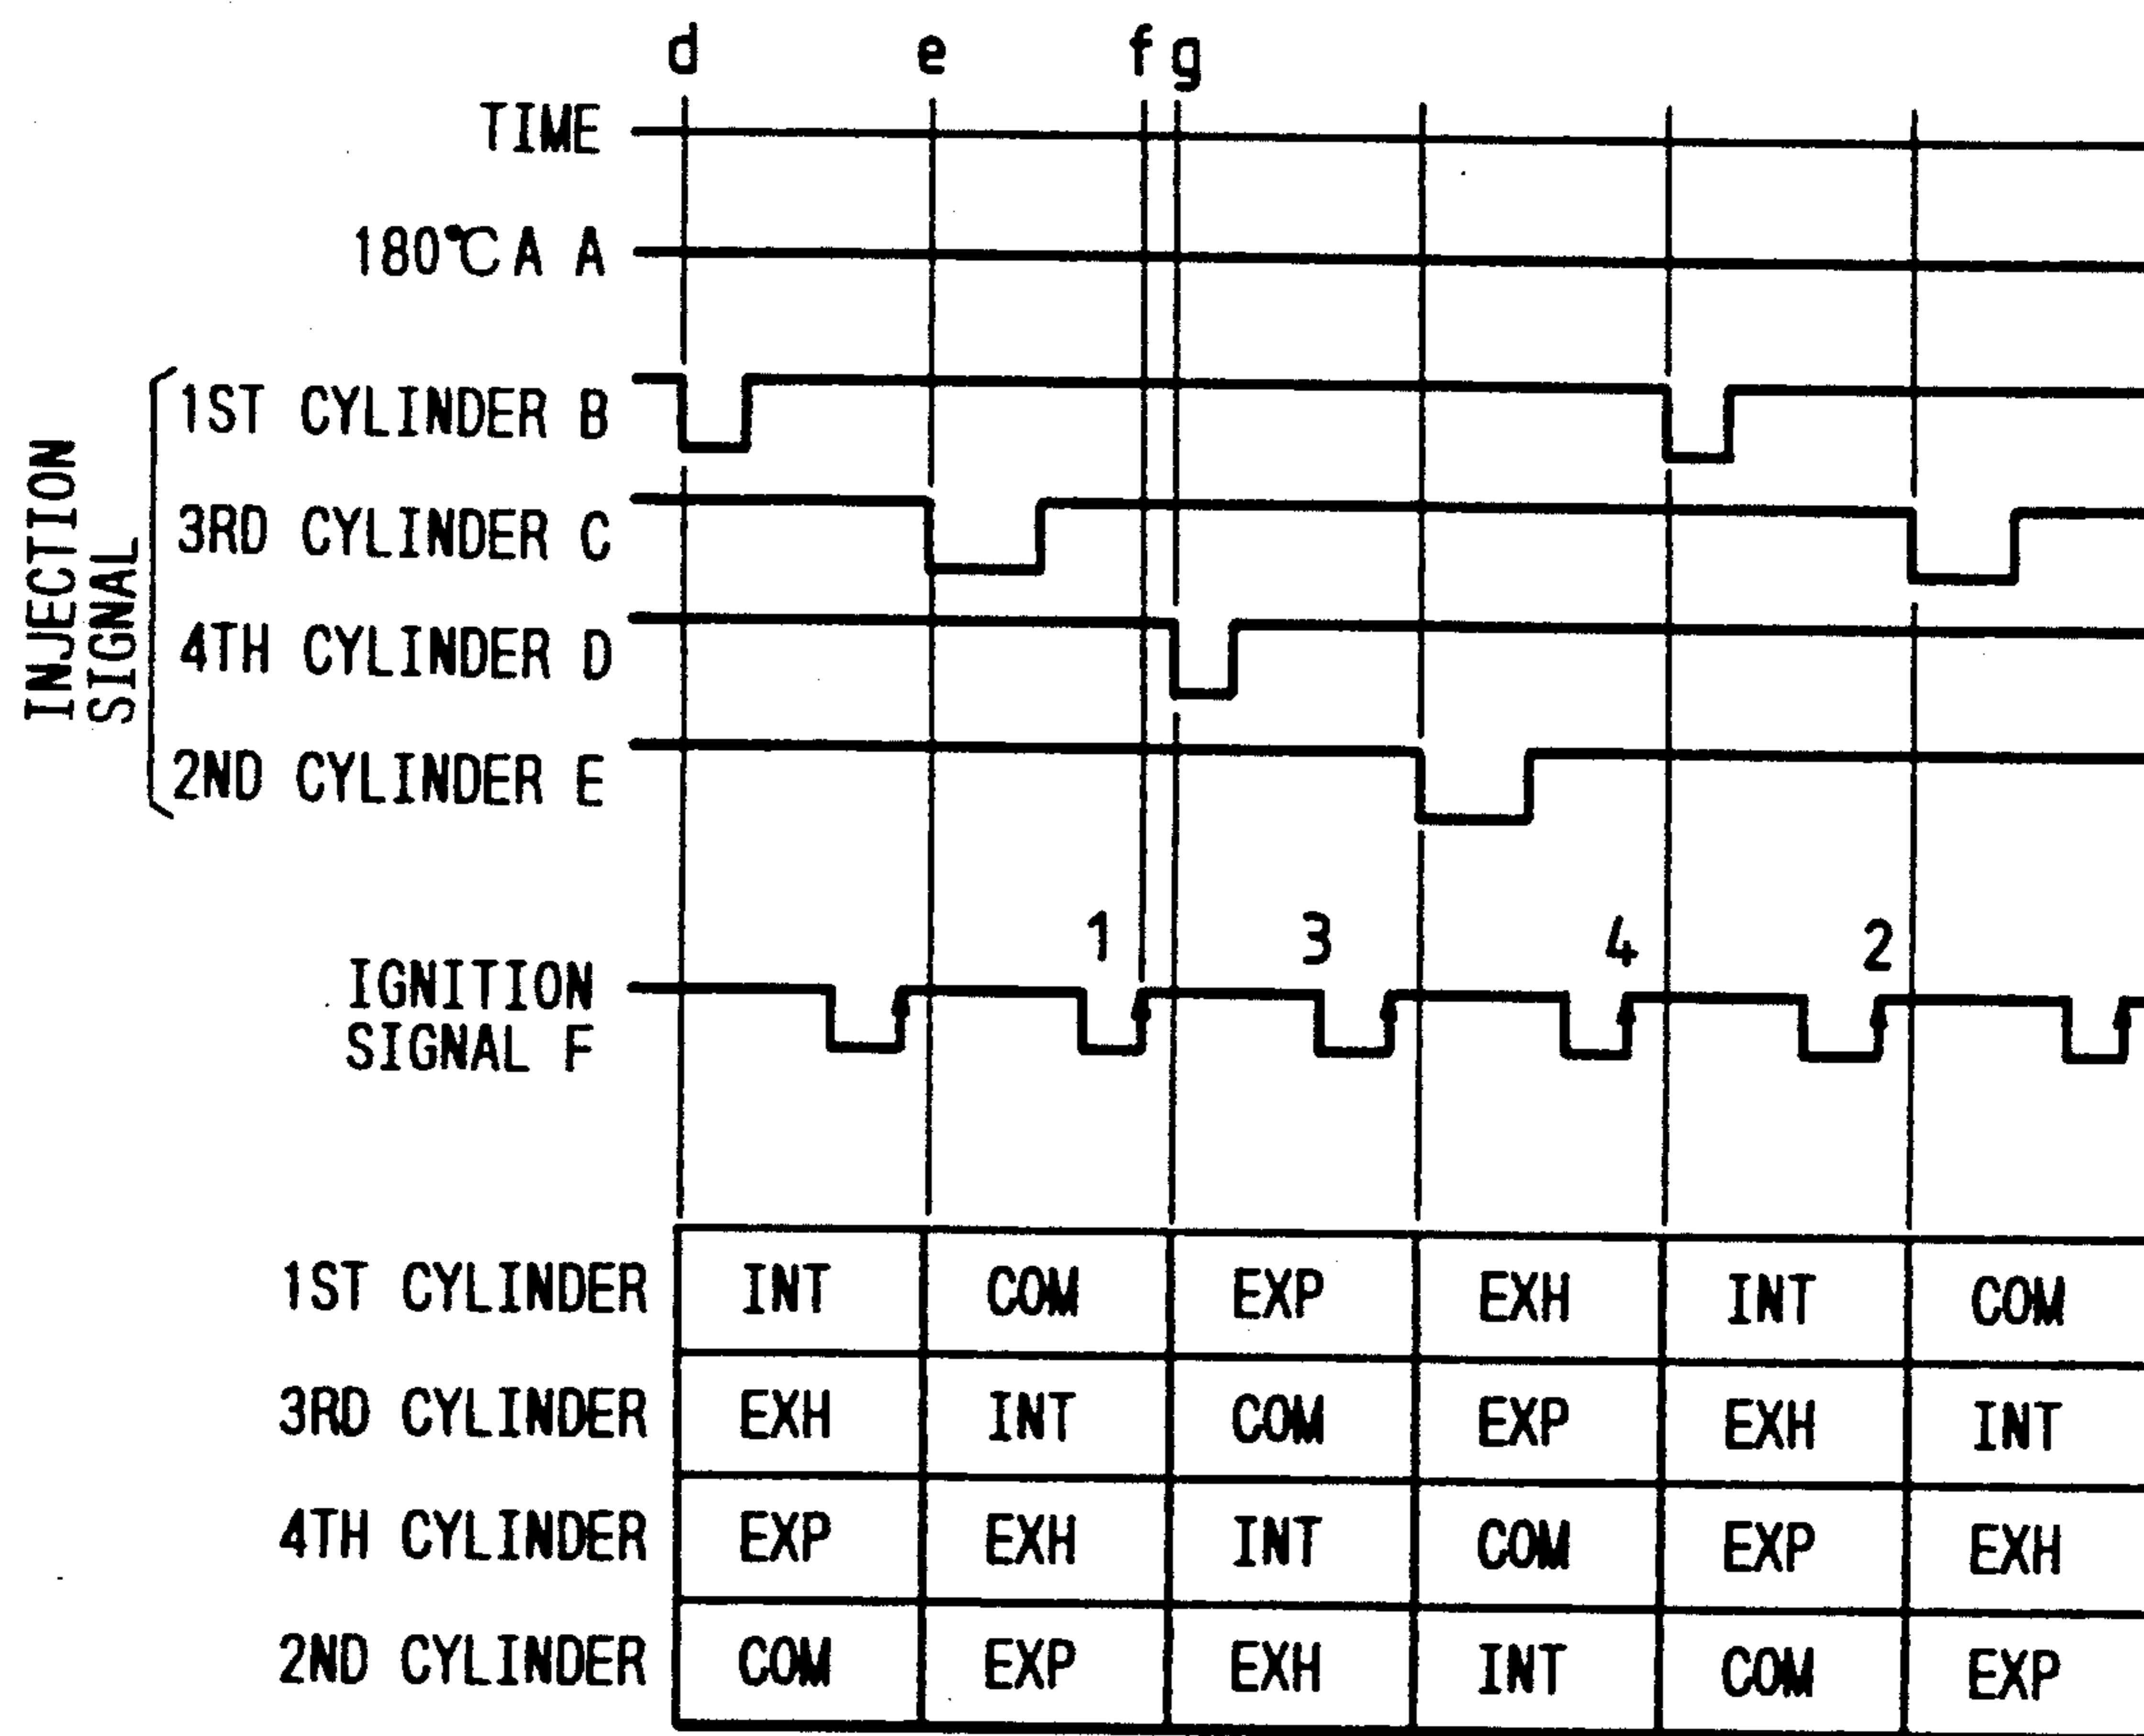 d e f g
TIME
180℃A A
INJECTION
SIGNAL
1ST CYLINDER B
3RD CYLINDER C
4TH CYLINDER D
2ND CYLINDER E
1 3 4 2
IGNITION
SIGNAL F
1ST CYLINDER INT COM EXP EXH INT COM
3RD CYLINDER EXH INT COM EXP EXH INT
4TH CYLINDER EXP EXH INT COM EXP EXH
2ND CYLINDER COM EXP EXH INT COM EXP